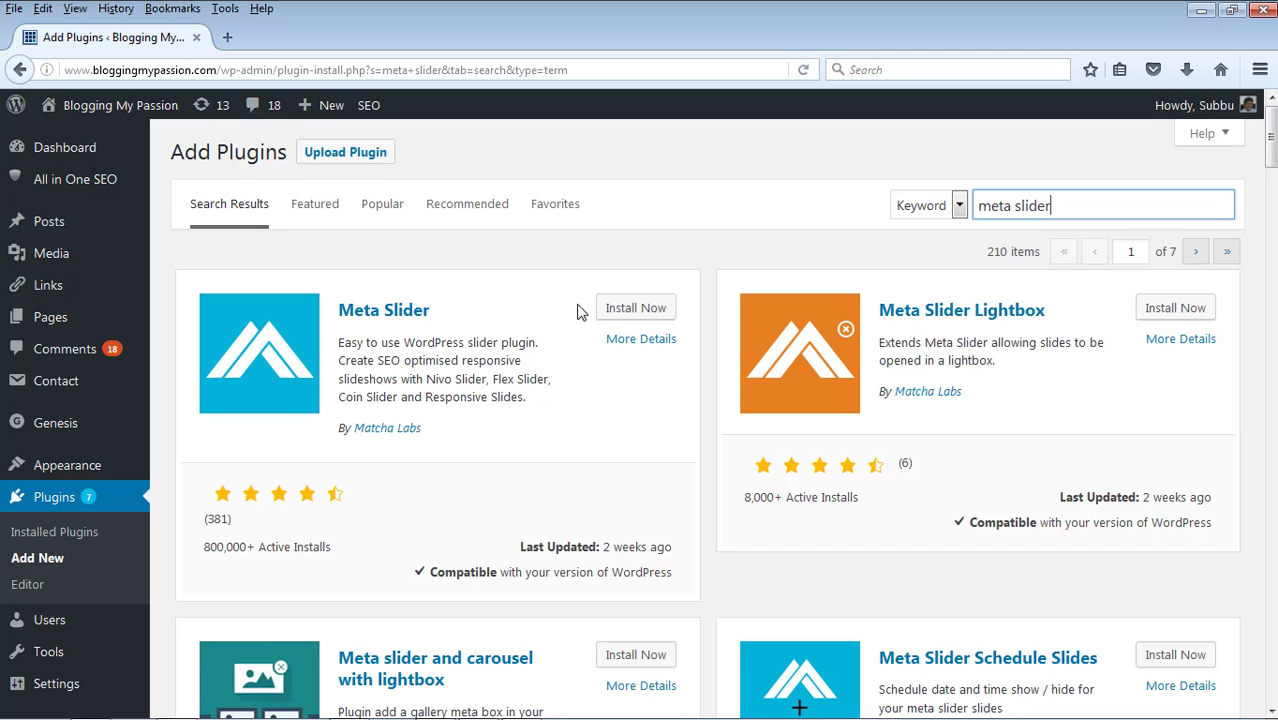 File Edit View History Bookmarks Tools Help
Add Plugins ‹ Blogging My...
www.bloggingmypassion.com/wp-admin/plugin-install.php?s=meta+slider&tab=search&type=term
Search
Blogging My Passion 13 18 New SEO
Howdy, Subbu
Dashboard
All in One SEO
Posts
Media
Links
Pages
Comments 18
Contact
Genesis
Appearance
Plugins 7
Installed Plugins
Add New
Editor
Users
Tools
Settings
Help
Add Plugins Upload Plugin
Search Results Featured Popular Recommended Favorites
Keyword meta slider
210 items « ‹ 1 of 7 › »
Meta Slider
Install Now
More Details
Easy to use WordPress slider plugin.
Create SEO optimised responsive
slideshows with Nivo Slider, Flex Slider,
Coin Slider and Responsive Slides.
By Matcha Labs
(381)
800,000+ Active Installs
Last Updated: 2 weeks ago
Compatible with your version of WordPress
Meta Slider Lightbox
Install Now
More Details
Extends Meta Slider allowing slides to be
opened in a lightbox.
By Matcha Labs
(6)
8,000+ Active Installs
Last Updated: 2 weeks ago
Compatible with your version of WordPress
Meta slider and carousel
with lightbox
Install Now
More Details
Plugin add a gallery meta box in your
Meta Slider Schedule Slides
Install Now
More Details
Schedule date and time show / hide for
your meta slider slides